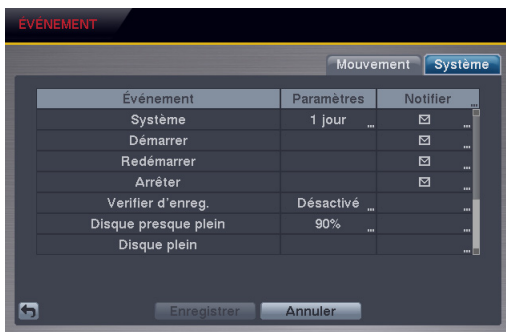 ÉVÉNEMENT
Mouvement Système
Événement Paramètres Notifier ...
Système 1 jour ... ...
Démarrer ...
Redémarrer ...
Arrêter ...
Verifier d'enreg. Désactivé ... ...
Disque presque plein 90% ... ...
Disque plein ...
Enregistrer Annuler